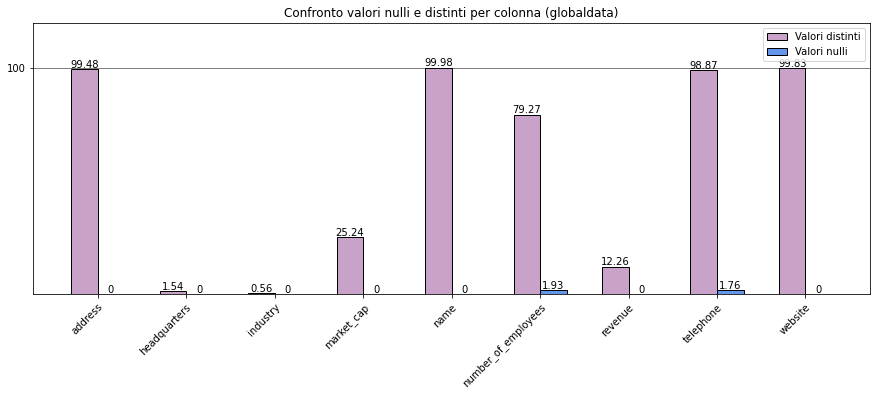 Confronto valori nulli e distinti per colonna (globaldata)
Valori distinti
Valori nulli
100
99.48
0
1.54
0
0.56
0
25.24
0
99.98
0
79.27
1.93
12.26
0
98.87
1.76
99.83
0
address
headquarters
industry
market_cap
name
number_of_employees
revenue
telephone
website